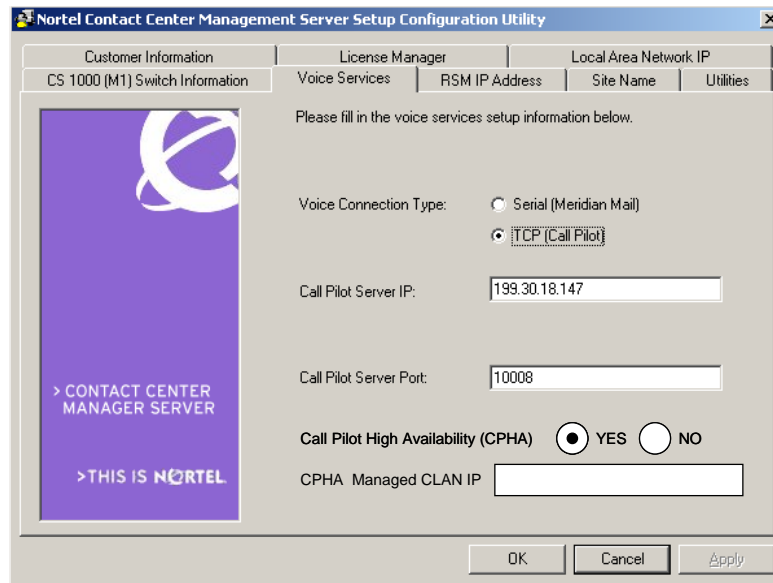 Nortel Contact Center Management Server Setup Configuration Utility
Customer Information
License Manager
Local Area Network IP
CS 1000 (M1) Switch Information
Voice Services
RSM IP Address
Site Name
Utilities
Please fill in the voice services setup information below.
Voice Connection Type:
Serial (Meridian Mail)
TCP (Call Pilot)
Call Pilot Server IP:
199.30.18.147
Call Pilot Server Port:
10008
> CONTACT CENTER
MANAGER SERVER
Call Pilot High Availability (CPHA)
YES
NO
CPHA Managed CLAN IP
>THIS IS NORTEL
OK
Cancel
Apply